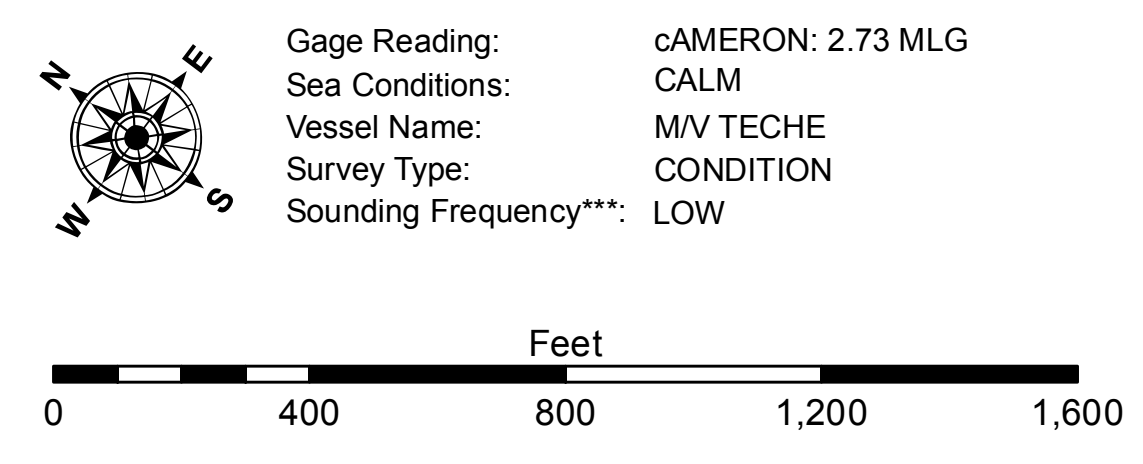 N E
W S
Gage Reading: cAMERON: 2.73 MLG
Sea Conditions: CALM
Vessel Name: M/V TECHE
Survey Type: CONDITION
Sounding Frequency***: LOW
Feet
0 400 800 1,200 1,600